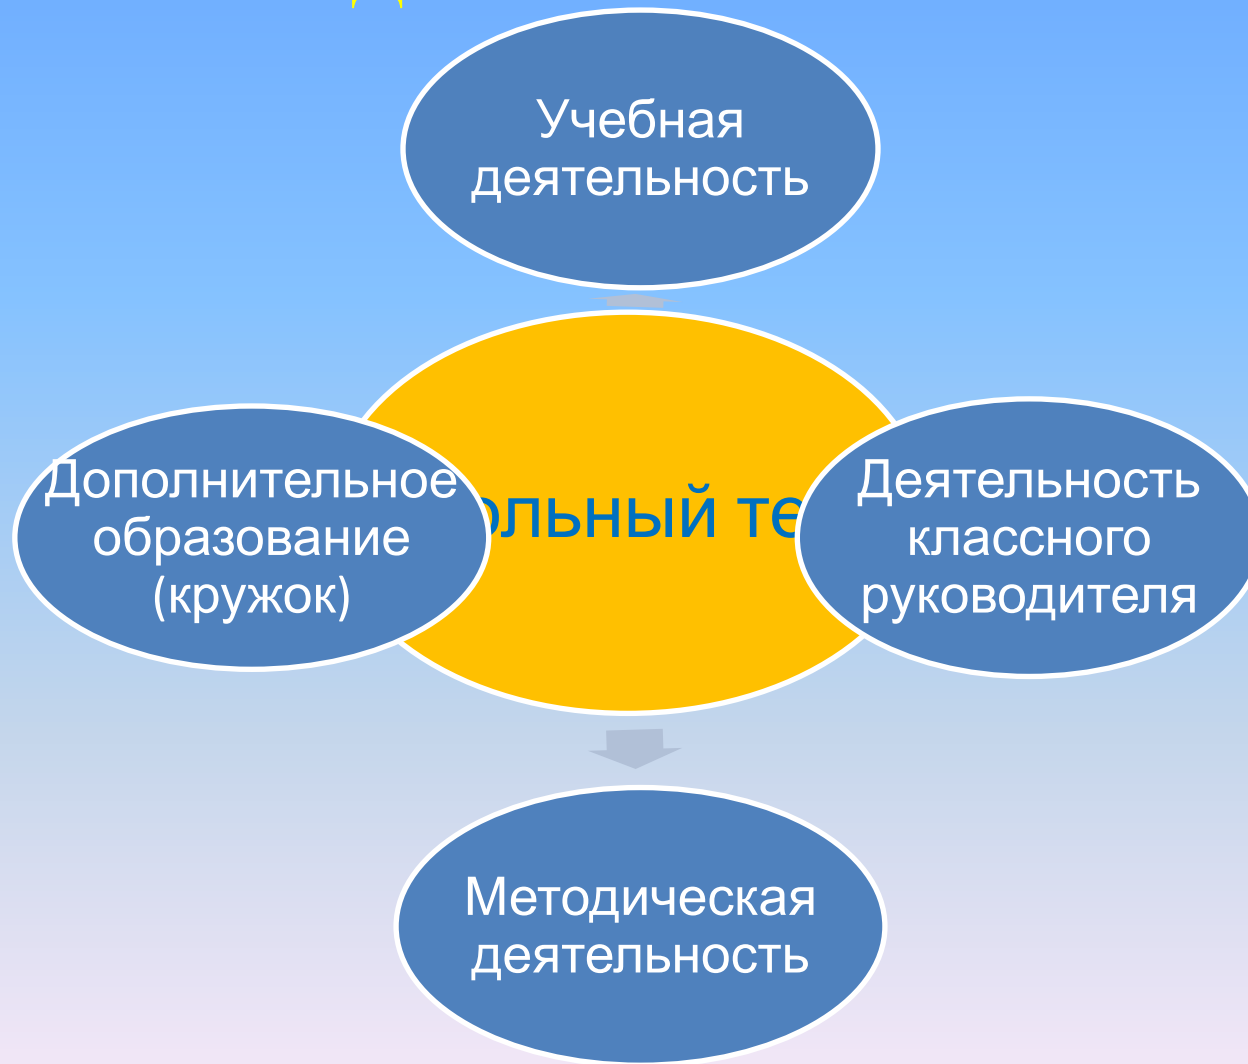 Учебная
деятельность
Дополнительное
образование
(кружок)
Деятельность
классного
руководителя
Методическая
деятельность